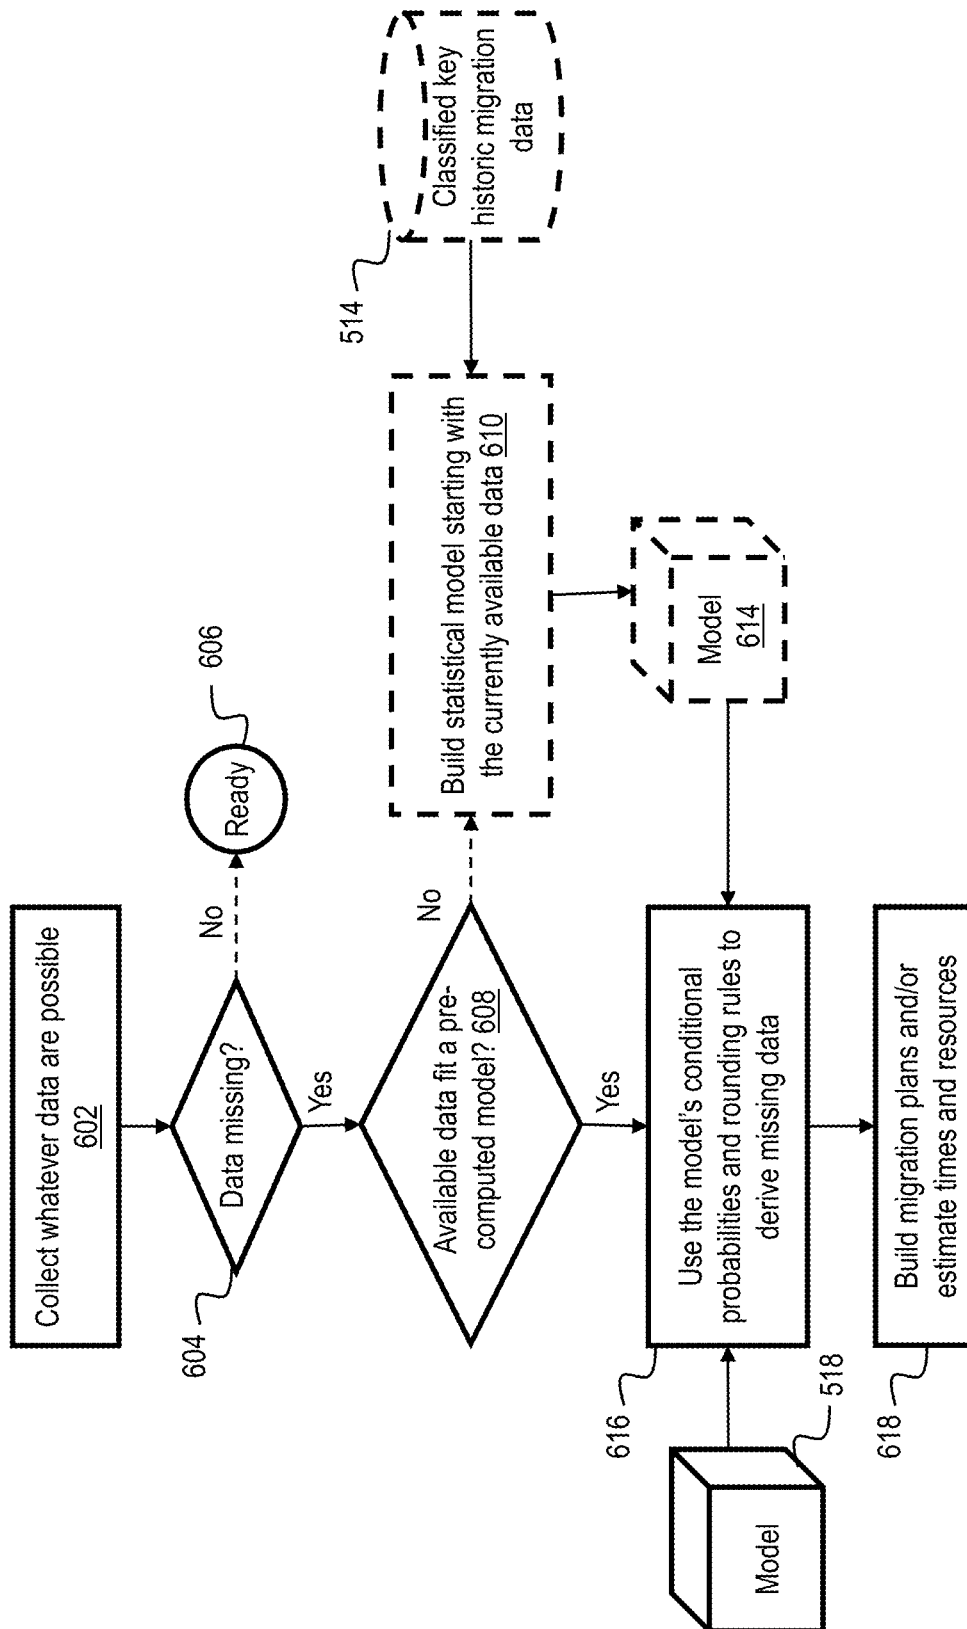 Collect whatever data are possible
602
Data missing?
604
No
Ready
606
Yes
Available data fit a pre-
computed model? 608
No
Build statistical model starting with
the currently available data 610
514
Classified key
historic migration
data
Model
614
Yes
Use the model's conditional
probabilities and rounding rules to
derive missing data
616
Model
518
Build migration plans and/or
estimate times and resources
618